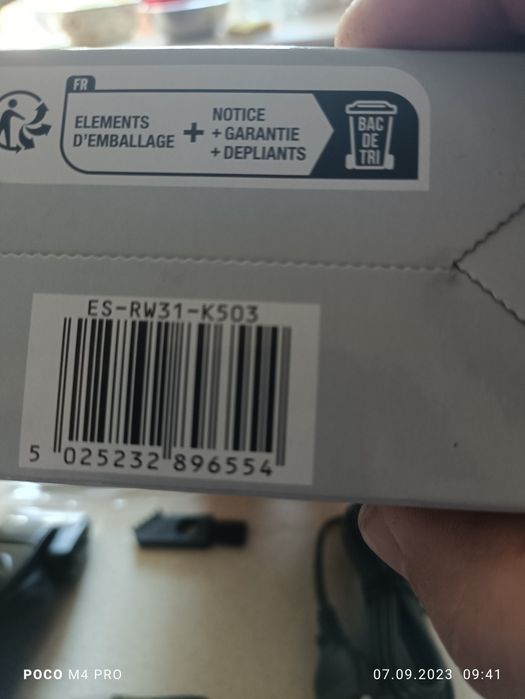 FR
ELEMENTS
D'EMBALLAGE
+
NOTICE
+ GARANTIE
+ DEPLIANTS
BAC
DE
TRI
ES-RW31-K503
5 025232 896554
POCO M4 PRO
07.09.2023 09:41